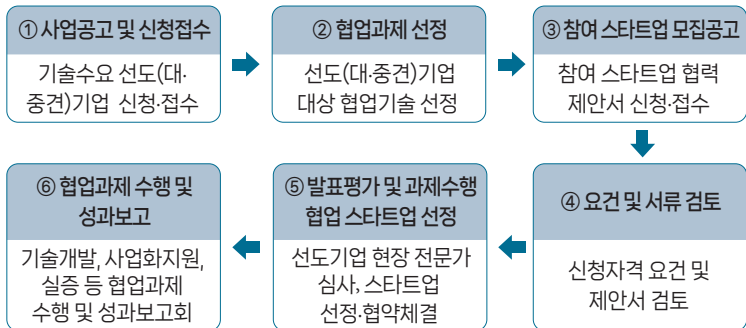 ① 사업공고 및 신청접수
기술수요 선도(대·
중견)기업 신청·접수
② 협업과제 선정
선도(대·중견)기업
대상 협업기술 선정
③ 참여 스타트업 모집공고
참여 스타트업 협력
제안서 신청·접수
④ 요건 및 서류 검토
신청자격 요건 및
제안서 검토
⑤ 발표평가 및 과제수행
협업 스타트업 선정
선도기업 현장 전문가
심사, 스타트업
선정·협약체결
⑥ 협업과제 수행 및
성과보고
기술개발, 사업화지원,
실증 등 협업과제
수행 및 성과보고회